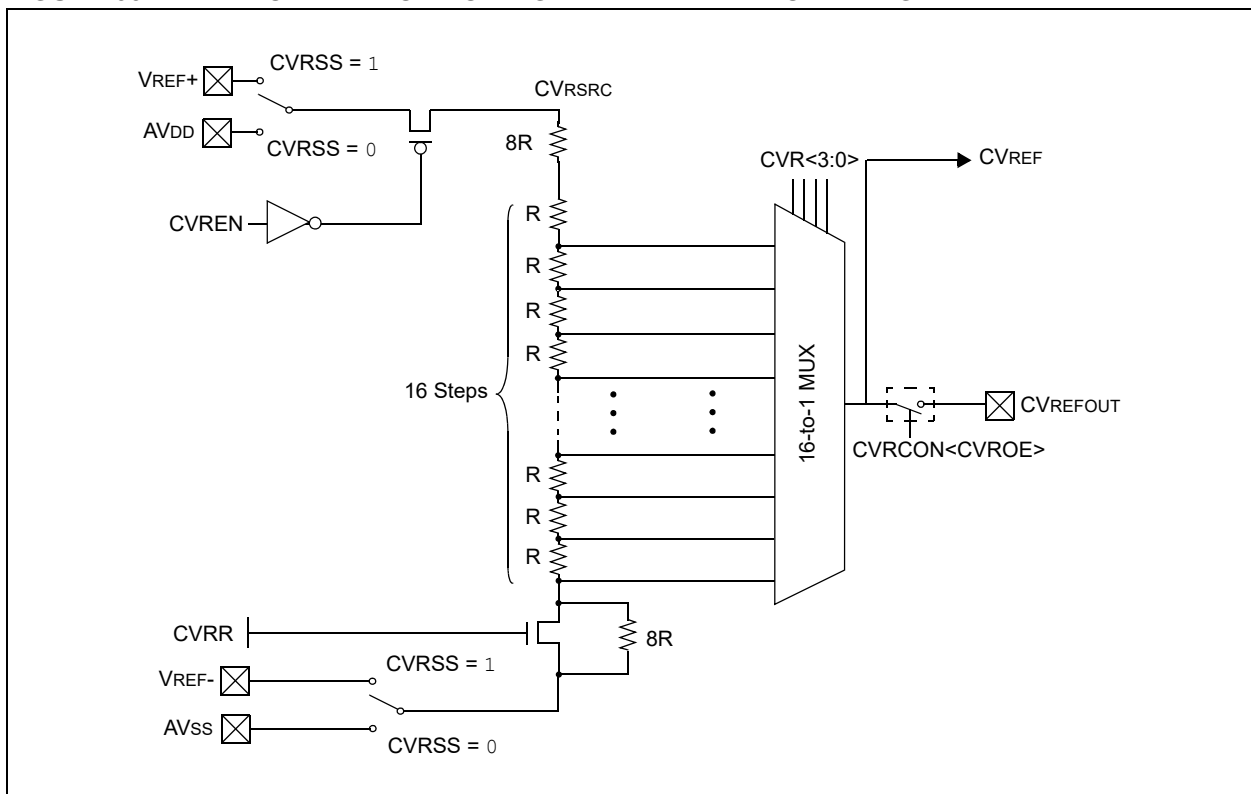 CVRSS = 1
VREF+
CVRSRC
AVDD
8R
CVRSS = 0
CVR<3:0>
CVREF
CVREN
R
R
R
R
16 Steps
16-to-1 MUX
CVREFOUT
CVRCON<CVROE>
R
R
R
CVRR
8R
CVRSS = 1
VREF-
AVSS
CVRSS = 0